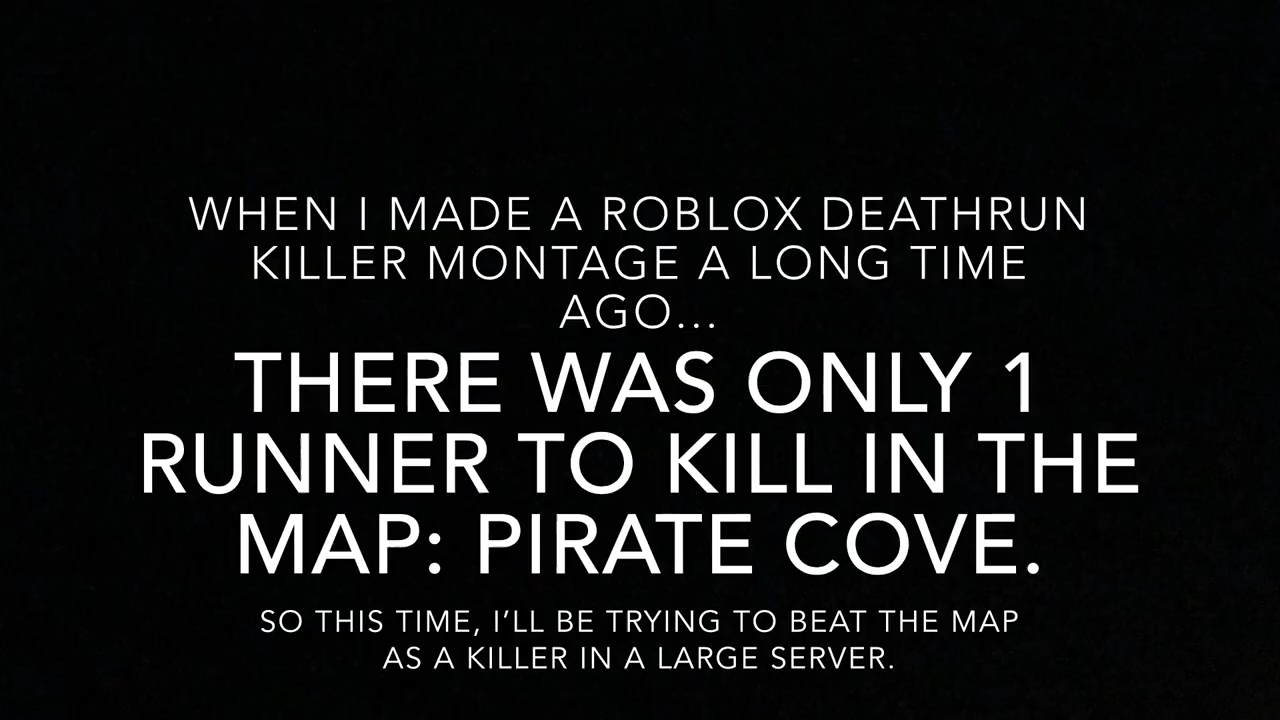 WHEN I MADE A ROBLOX DEATHRUN
KILLER MONTAGE A LONG TIME
AGO...
THERE WAS ONLY 1
RUNNER TO KILL IN THE
MAP: PIRATE COVE.
SO THIS TIME, I’LL BE TRYING TO BEAT THE MAP
AS A KILLER IN A LARGE SERVER.